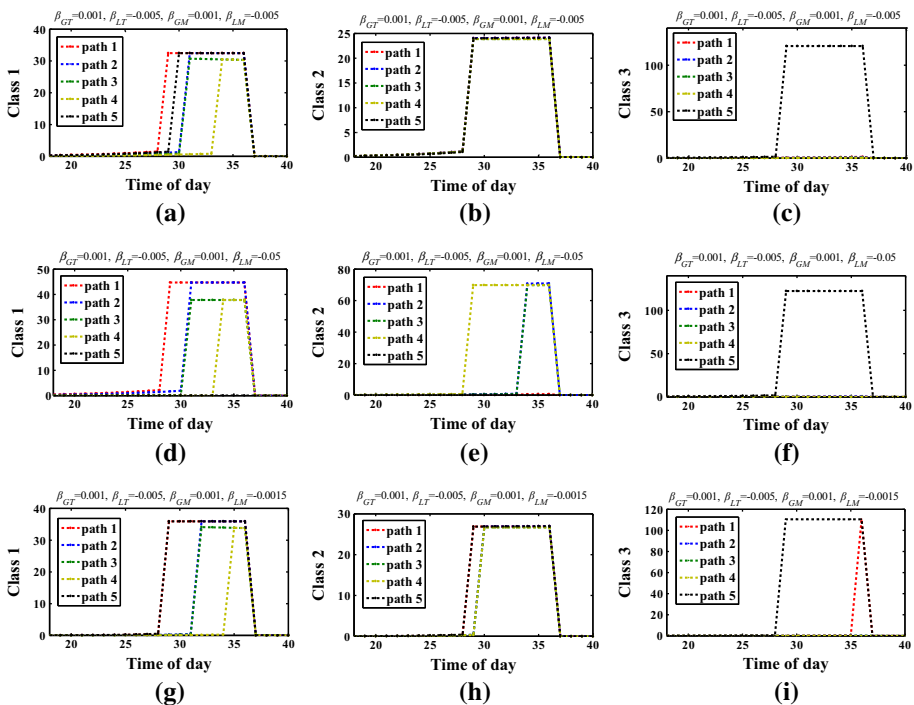 β_GT=0.001, β_LT=-0.005, β_GM=0.001, β_LM=-0.005
Class 1
40
30
20
10
0
path 1
path 2
path 3
path 4
path 5
20 25 30 35 40
Time of day
(a)
β_GT=0.001, β_LT=-0.005, β_GM=0.001, β_LM=-0.005
Class 2
25
20
15
10
5
0
path 1
path 2
path 3
path 4
path 5
20 25 30 35 40
Time of day
(b)
β_GT=0.001, β_LT=-0.005, β_GM=0.001, β_LM=-0.005
Class 3
100
50
0
path 1
path 2
path 3
path 4
path 5
20 25 30 35 40
Time of day
(c)
β_GT=0.001, β_LT=-0.005, β_GM=0.001, β_LM=-0.05
Class 1
50
40
30
20
10
0
path 1
path 2
path 3
path 4
path 5
20 25 30 35 40
Time of day
(d)
β_GT=0.001, β_LT=-0.005, β_GM=0.001, β_LM=-0.05
Class 2
80
60
40
20
0
path 1
path 2
path 3
path 4
path 5
20 25 30 35 40
Time of day
(e)
β_GT=0.001, β_LT=-0.005, β_GM=0.001, β_LM=-0.05
Class 3
100
50
0
path 1
path 2
path 3
path 4
path 5
20 25 30 35 40
Time of day
(f)
β_GT=0.001, β_LT=-0.005, β_GM=0.001, β_LM=-0.0015
Class 1
40
30
20
10
0
path 1
path 2
path 3
path 4
path 5
20 25 30 35 40
Time of day
(g)
β_GT=0.001, β_LT=-0.005, β_GM=0.001, β_LM=-0.0015
Class 2
30
20
10
0
path 1
path 2
path 3
path 4
path 5
20 25 30 35 40
Time of day
(h)
β_GT=0.001, β_LT=-0.005, β_GM=0.001, β_LM=-0.0015
Class 3
120
100
80
60
40
20
0
path 1
path 2
path 3
path 4
path 5
20 25 30 35 40
Time of day
(i)